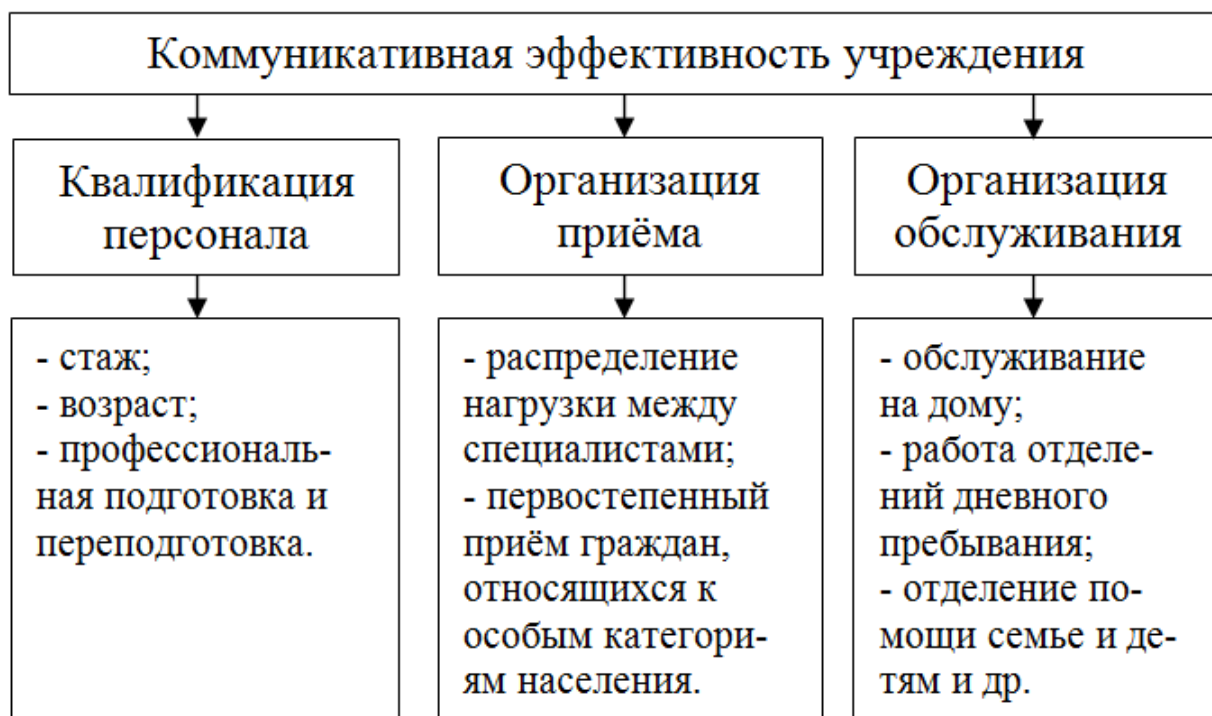 Коммуникативная эффективность учреждения
Квалификация
персонала
Организация
приёма
Организация
обслуживания
- стаж;
- возраст;
- профессиональ-
ная подготовка и
переподготовка.
- распределение
нагрузки между
специалистами;
- первостепенный
приём граждан,
относящихся к
особым категори-
ям населения.
- обслуживание
на дому;
- работа отделе-
ний дневного
пребывания;
- отделение по-
мощи семье и де-
тям и др.